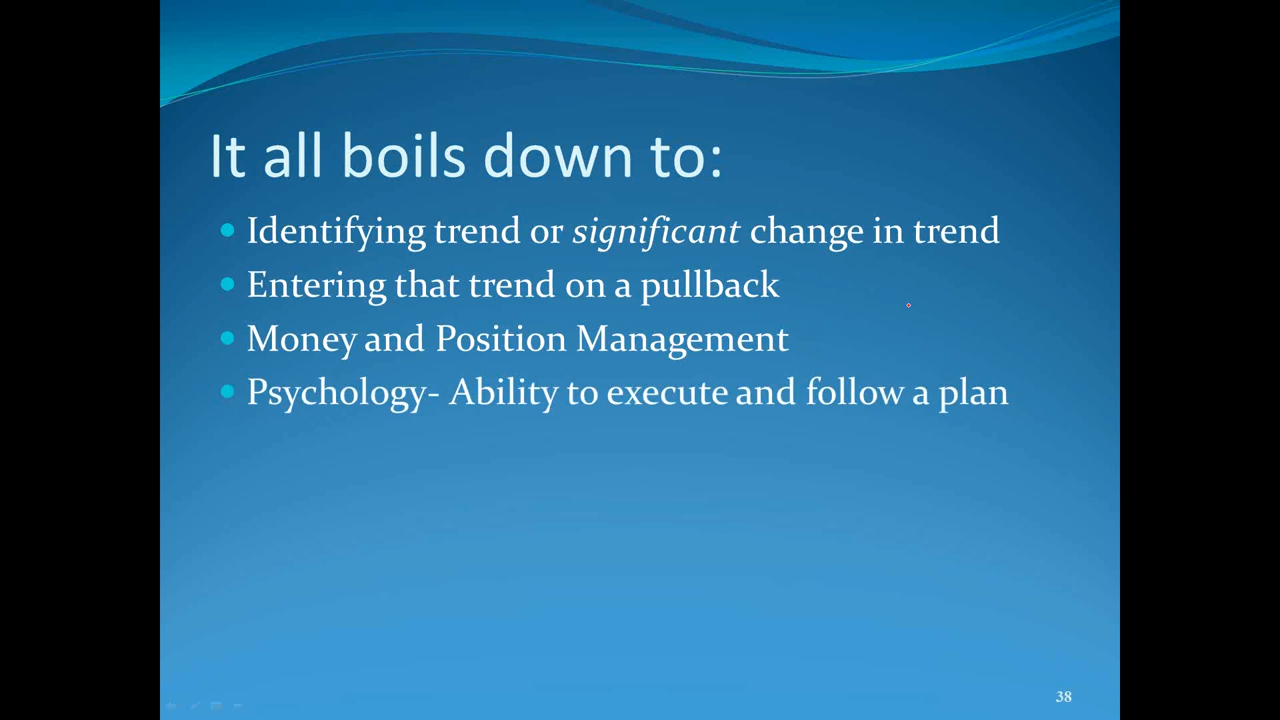 It all boils down to:
Identifying trend or significant change in trend
Entering that trend on a pullback
Money and Position Management
Psychology- Ability to execute and follow a plan
38